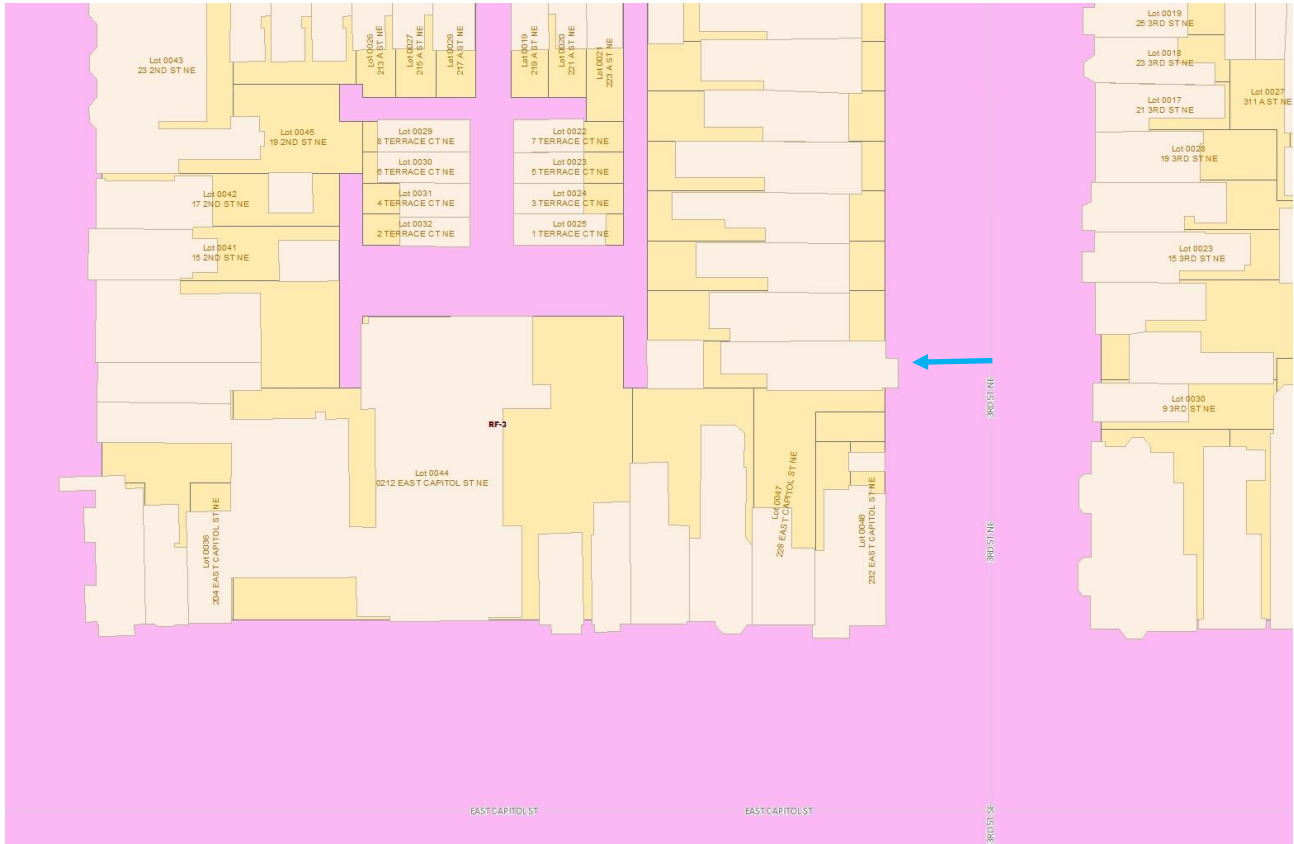 Lot 0043
23 2ND ST NE
Lot 0026
213 A ST NE
Lot 0027
215 A ST NE
Lot 0028
217 A ST NE
Lot 0019
219 A ST NE
Lot 0020
221 A ST NE
Lot 0021
223 A ST NE
Lot 0019
25 3RD ST NE
Lot 0018
23 3RD ST NE
Lot 0017
21 3RD ST NE
Lot 0027
311 A ST NE
Lot 0045
19 2ND ST NE
Lot 0029
8 TERRACE CT NE
Lot 0022
7 TERRACE CT NE
Lot 0030
6 TERRACE CT NE
Lot 0023
5 TERRACE CT NE
Lot 0028
19 3RD ST NE
Lot 0042
17 2ND ST NE
Lot 0031
4 TERRACE CT NE
Lot 0024
3 TERRACE CT NE
Lot 0032
2 TERRACE CT NE
Lot 0025
1 TERRACE CT NE
Lot 0041
15 2ND ST NE
Lot 0023
15 3RD ST NE
3RD ST NE
Lot 0030
9 3RD ST NE
RF-3
Lot 0044
0212 EAST CAPITOL ST NE
Lot 0047
228 EAST CAPITOL ST NE
Lot 0036
204 EAST CAPITOL ST NE
Lot 0046
232 EAST CAPITOL ST NE
3RD ST NE
EAST CAPITOL ST
EAST CAPITOL ST
3RD ST SE